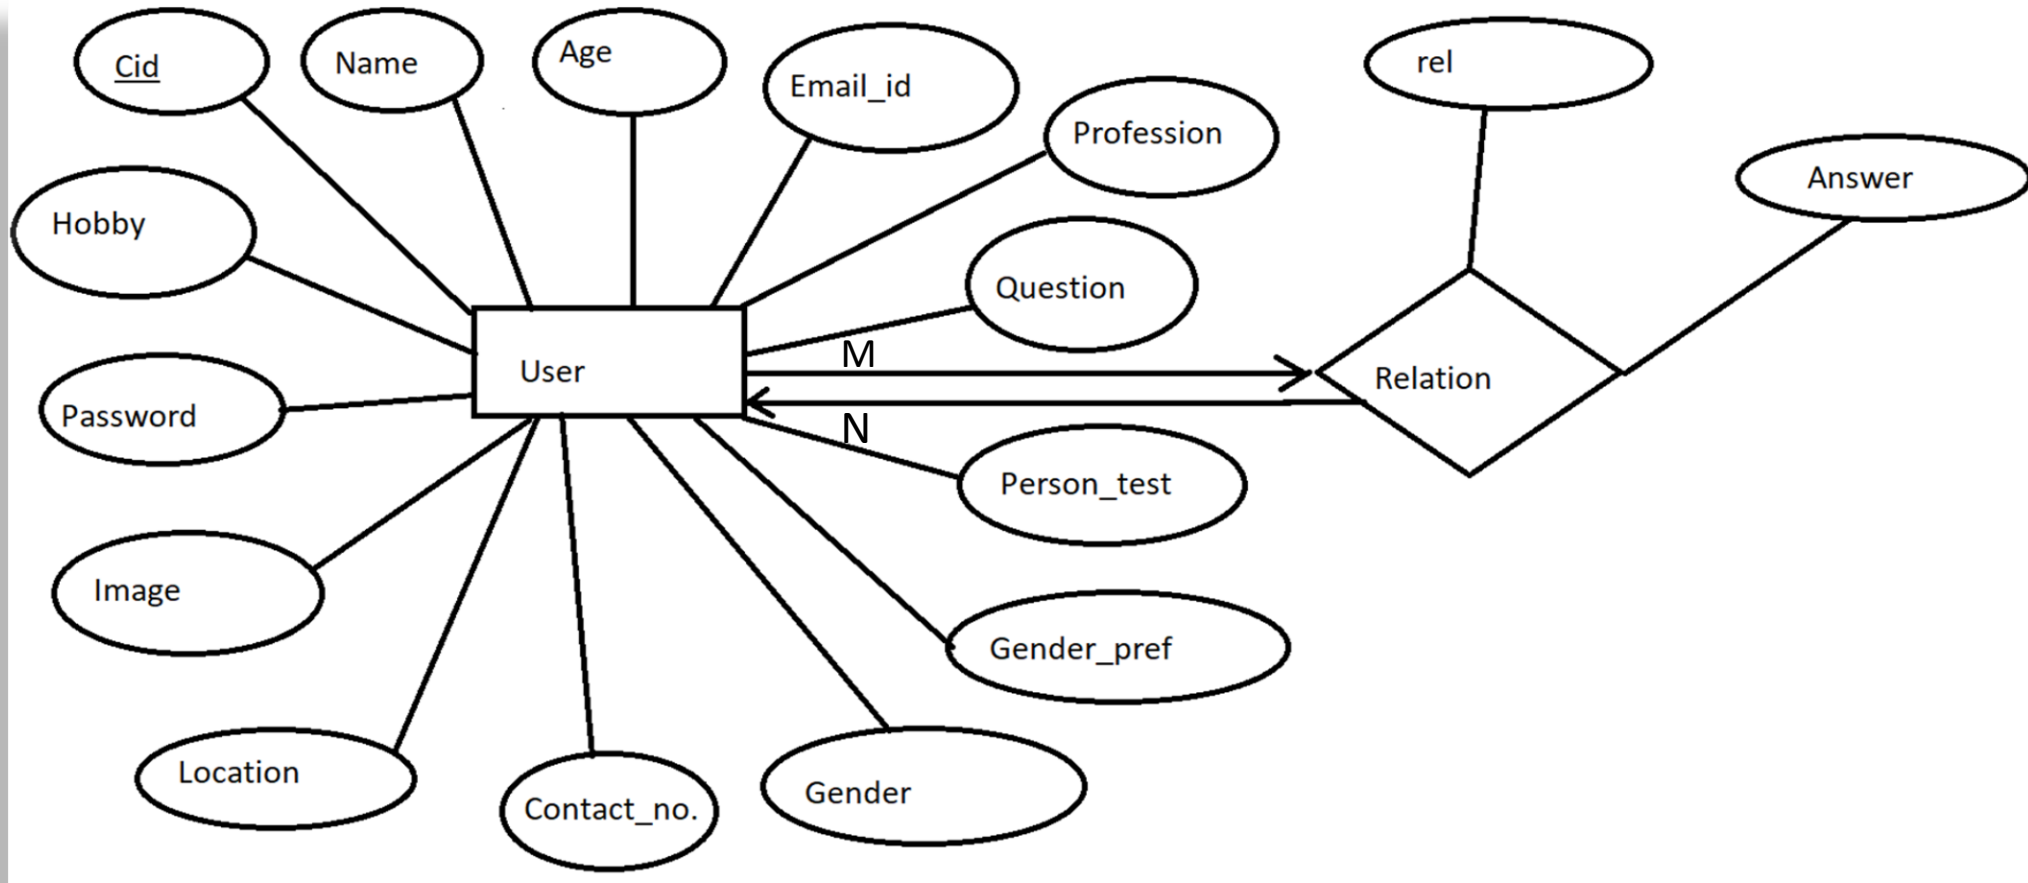 Cid
Name
Age
Email_id
rel
Profession
Answer
Hobby
Question
User
M
Relation
Password
N
Person_test
Image
Gender_pref
Location
Contact_no.
Gender